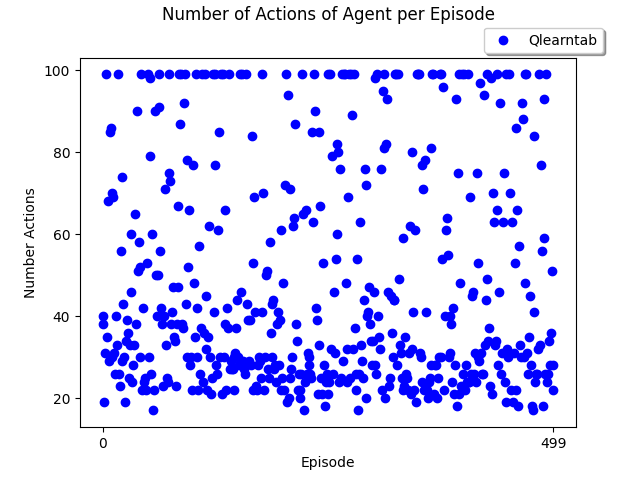 Number of Actions of Agent per Episode
Qlearntab
100
80
60
40
20
Number Actions
0
499
Episode